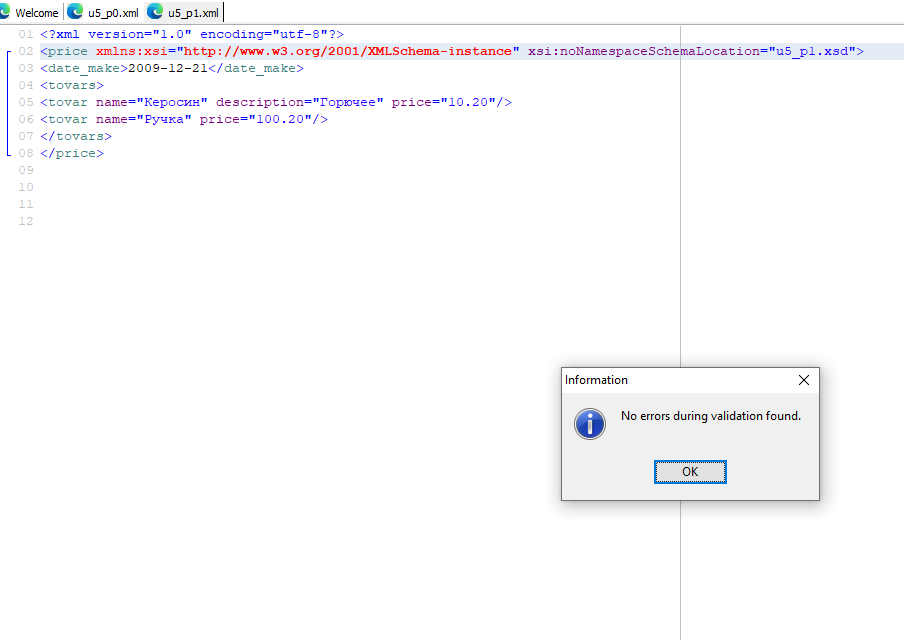 Welcome u5_p0.xml u5_p1.xml
01 <?xml version="1.0" encoding="utf-8"?>
02 <price xmlns:xsi="http://www.w3.org/2001/XMLSchema-instance" xsi:noNamespaceSchemaLocation="u5_p1.xsd">
03 <date_make>2009-12-21</date_make>
04 <tovars>
05 <tovar name="Керосин" description="Горючее" price="10.20"/>
06 <tovar name="Ручка" price="100.20"/>
07 </tovars>
08 </price>
09
10
11
12
Information
No errors during validation found.
OK